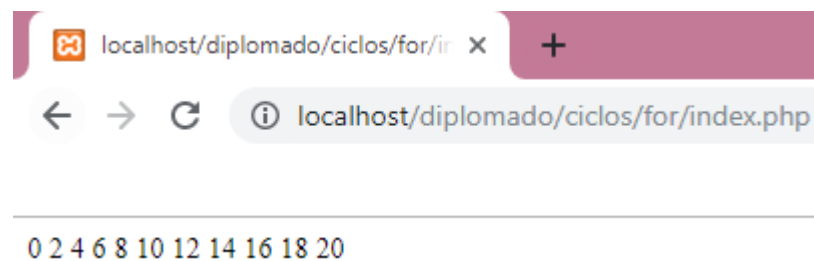 localhost/diplomado/ciclos/for/in
localhost/diplomado/ciclos/for/index.php
0 2 4 6 8 10 12 14 16 18 20